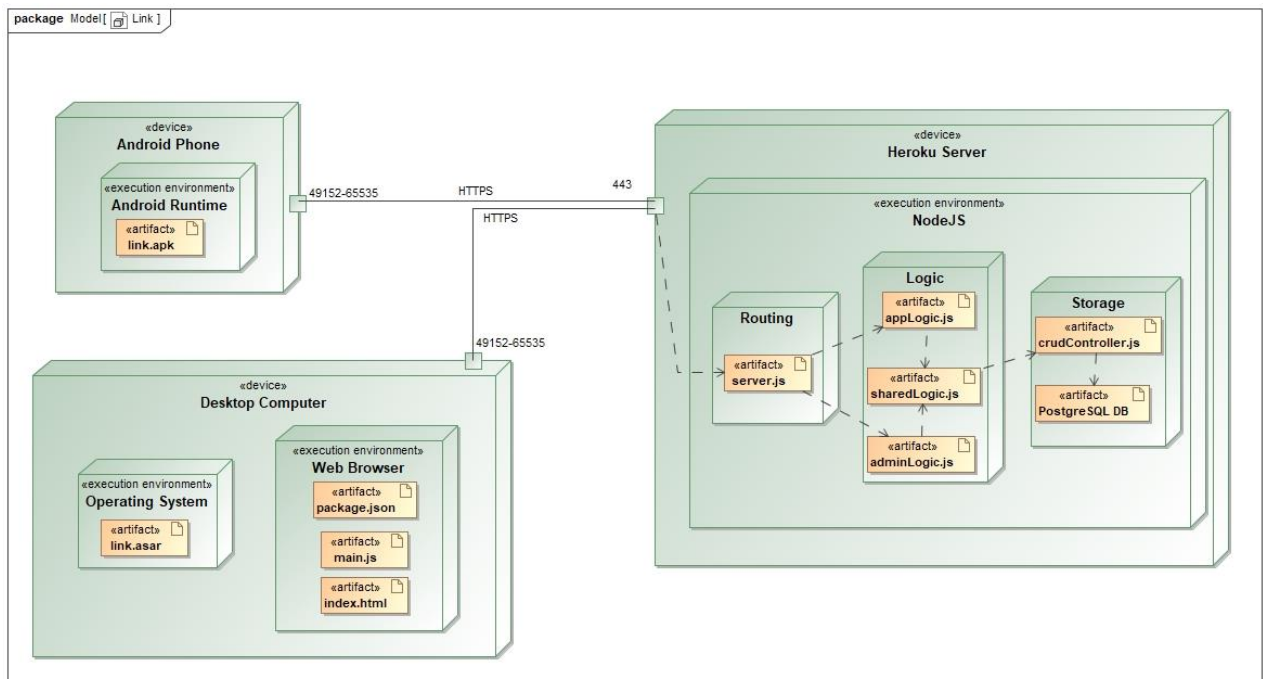 package Model[ Link ]
«device»
Android Phone
«execution environment»
Android Runtime
«artifact»
link.apk
49152-65535
HTTPS
443
HTTPS
49152-65535
«device»
Desktop Computer
«execution environment»
Operating System
«artifact»
link.asar
«execution environment»
Web Browser
«artifact»
package.json
«artifact»
main.js
«artifact»
index.html
«device»
Heroku Server
«execution environment»
NodeJS
Routing
«artifact»
server.js
Logic
«artifact»
appLogic.js
«artifact»
sharedLogic.js
«artifact»
adminLogic.js
Storage
«artifact»
crudController.js
«artifact»
PostgreSQL DB